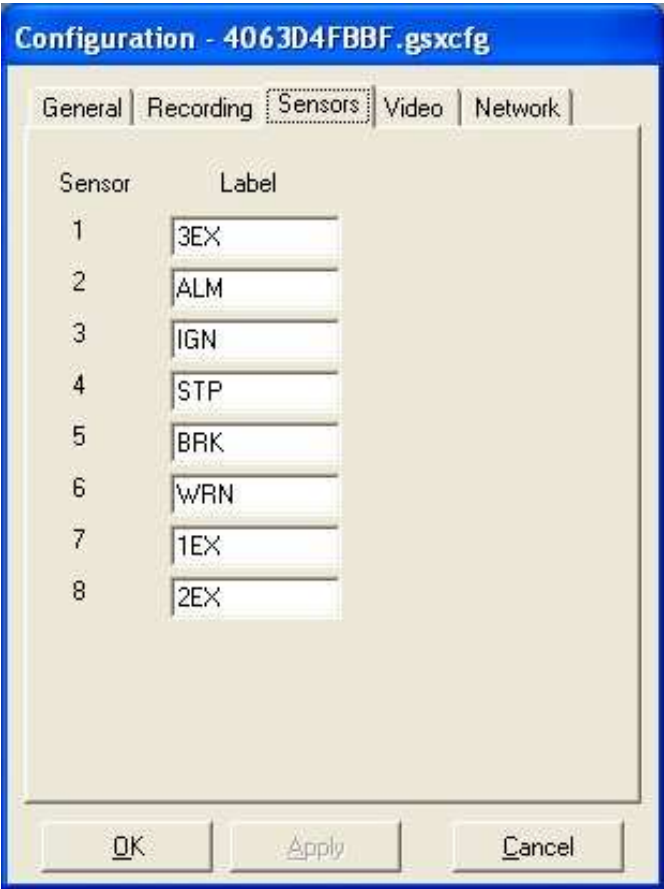 Configuration - 4063D4FBBF.gsxcfg
General Recording Sensors Video Network
Sensor Label
1 3EX
2 ALM
3 IGN
4 STP
5 BRK
6 WRN
7 1EX
8 2EX
OK Apply Cancel